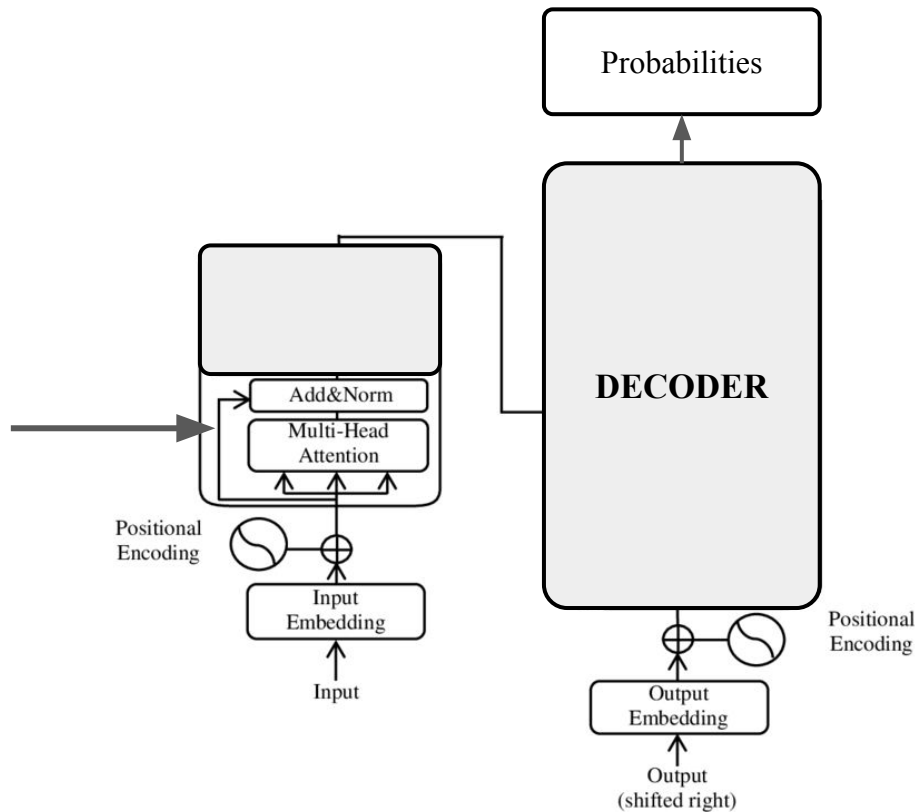 Probabilities
DECODER
Add&Norm
Multi-Head
Attention
Positional
Encoding
Input
Embedding
Input
Positional
Encoding
Output
Embedding
Output
(shifted right)